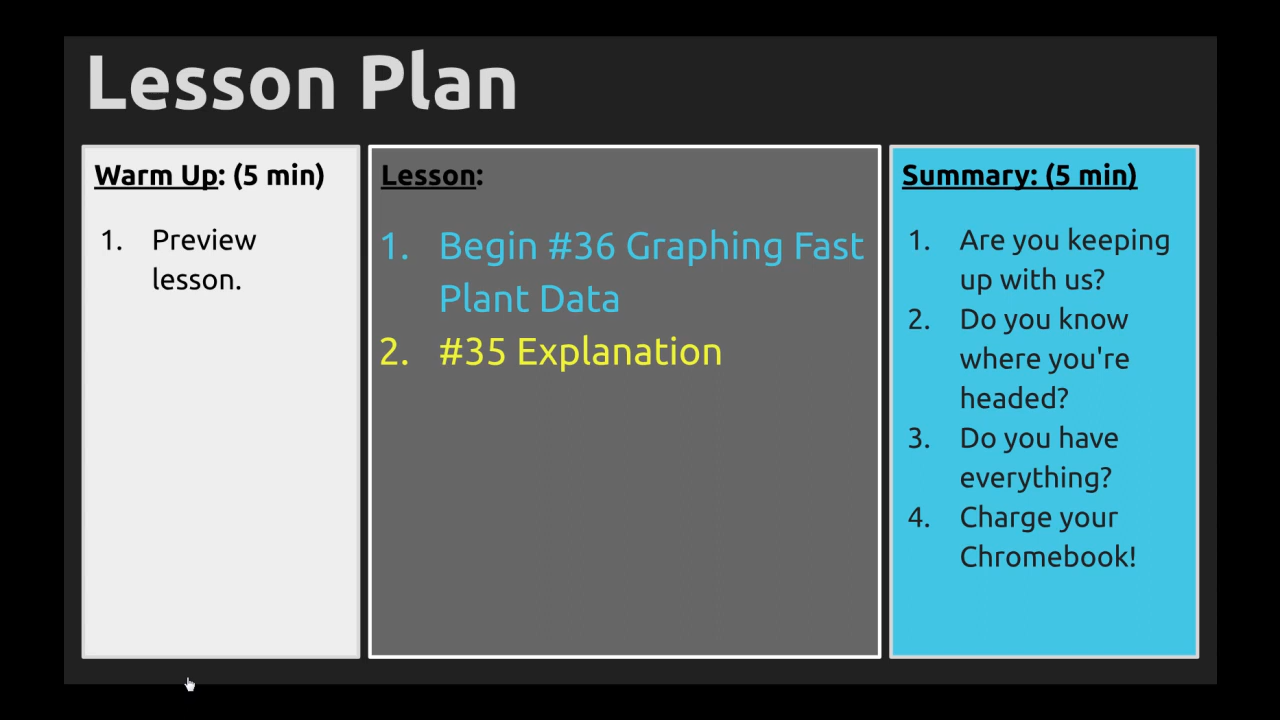 Lesson Plan
Warm Up: (5 min)
1. Preview
lesson.
Lesson:
1. Begin #36 Graphing Fast
Plant Data
2. #35 Explanation
Summary: (5 min)
1. Are you keeping
up with us?
2. Do you know
where you're
headed?
3. Do you have
everything?
4. Charge your
Chromebook!